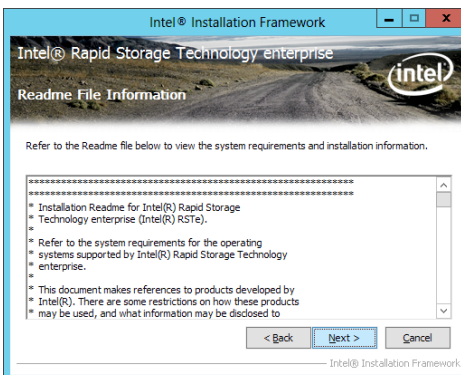 Intel® Installation Framework
Intel® Rapid Storage Technology enterprise
Readme File Information
intel
Refer to the Readme file below to view the system requirements and installation information.
************************************************************
************************************************************
* Installation Readme for Intel(R) Rapid Storage
* Technology enterprise (Intel(R) RSTe).
*
* Refer to the system requirements for the operating
* systems supported by Intel(R) Rapid Storage Technology
* enterprise.
*
* This document makes references to products developed by
* Intel(R). There are some restrictions on how these products
* may be used, and what information may be disclosed to
< Back Next > Cancel
Intel® Installation Framework